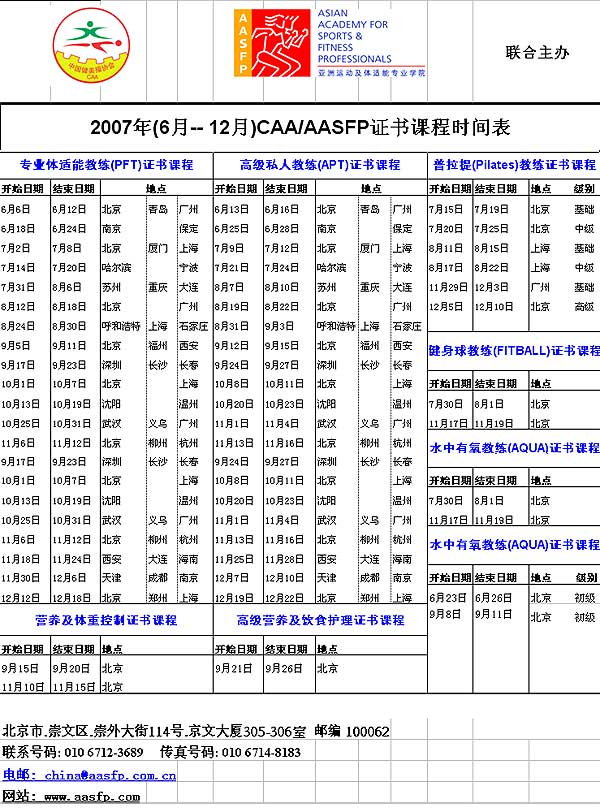 中国健美操协会
CAA
AASFP
ASIAN
ACADEMY FOR
SPORTS &
FITNESS
PROFESSIONALS
亚洲运动及体适能专业学院
联合主办
2007年(6月-- 12月)CAA/AASFP证书课程时间表
专业体适能教练(PFT)证书课程
开始日期 结束日期 地点
6月6日 6月12日 北京 青岛 广州
6月18日 6月24日 南京 保定
7月2日 7月8日 北京 厦门 上海
7月14日 7月20日 哈尔滨 宁波
7月31日 8月6日 苏州 重庆 大连
8月12日 8月18日 北京 广州
8月24日 8月30日 呼和浩特 上海 石家庄
9月5日 9月11日 北京 福州 西安
9月17日 9月23日 深圳 长沙 长春
10月1日 10月7日 北京 上海
10月13日 10月19日 沈阳 温州
10月25日 10月31日 武汉 义乌 广州
11月6日 11月12日 北京 柳州 杭州
9月17日 9月23日 深圳 长沙 长春
10月1日 10月7日 北京 上海
10月13日 10月19日 沈阳 温州
10月25日 10月31日 武汉 义乌 广州
11月6日 11月12日 北京 柳州 杭州
11月18日 11月24日 西安 大连 海南
11月30日 12月6日 天津 成都 南京
12月12日 12月18日 北京 郑州 上海
高级私人教练(APT)证书课程
开始日期 结束日期 地点
6月13日 6月16日 北京 青岛 广州
6月25日 6月28日 南京 保定
7月9日 7月12日 北京 厦门 上海
7月21日 7月24日 哈尔滨 宁波
8月7日 8月10日 苏州 重庆 大连
8月19日 8月22日 北京 广州
8月31日 9月3日 呼和浩特 上海 石家庄
9月12日 9月15日 北京 福州 西安
9月24日 9月27日 深圳 长沙 长春
10月8日 10月11日 北京 上海
10月20日 10月23日 沈阳 温州
11月1日 11月4日 武汉 义乌 广州
11月13日 11月16日 北京 柳州 杭州
9月24日 9月27日 深圳 长沙 长春
10月8日 10月11日 北京 上海
10月20日 10月23日 沈阳 温州
11月1日 11月4日 武汉 义乌 广州
11月13日 11月16日 北京 柳州 杭州
11月25日 11月28日 西安 大连 海南
12月7日 12月10日 天津 成都 南京
12月19日 12月22日 北京 郑州 上海
普拉提(Pilates)教练证书课程
开始日期 结束日期 地点 级别
7月15日 7月19日 北京 基础
7月20日 7月25日 北京 中级
8月11日 8月15日 上海 基础
8月17日 8月22日 上海 中级
11月29日 12月3日 广州 基础
12月5日 12月10日 北京 高级
健身球教练(FITBALL)证书课程
开始日期 结束日期 地点
7月30日 8月1日 北京
11月17日 11月19日 北京
水中有氧教练(AQUA)证书课程
开始日期 结束日期 地点
7月30日 8月1日 北京
11月17日 11月19日 北京
水中有氧教练(AQUA)证书课程
开始日期 结束日期 地点 级别
6月23日 6月26日 北京 初级
9月8日 9月11日 北京 初级
营养及体重控制证书课程
开始日期 结束日期 地点
9月15日 9月20日 北京
11月10日 11月15日 北京
高级营养及饮食护理证书课程
开始日期 结束日期 地点
9月21日 9月26日 北京
北京市.崇文区.崇外大街114号.京文大厦305-306室 邮编 100062
联系号码: 010 6712-3689 传真号码: 010 6714-8183
电邮: china@aasfp.com.cn
网站: www.aasfp.com